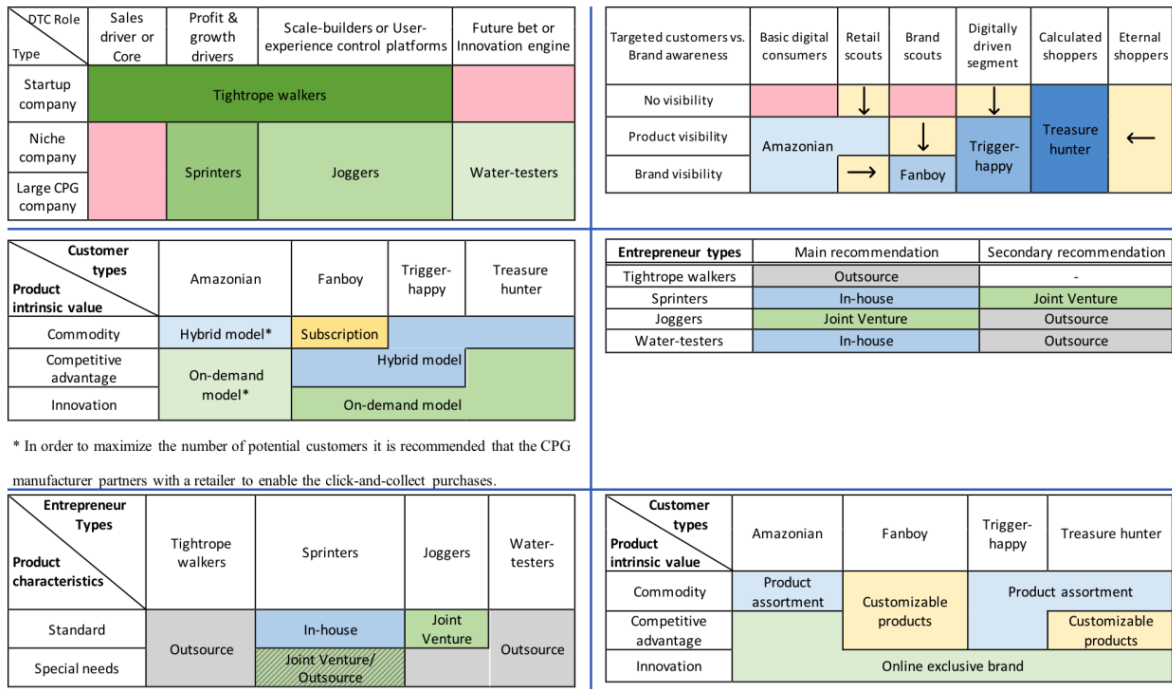 DTC Role
Type
Sales driver or Core
Profit & growth drivers
Scale-builders or User-experience control platforms
Future bet or Innovation engine
Startup company
Tightrope walkers
Niche company
Large CPG company
Sprinters
Joggers
Water-testers
Targeted customers vs. Brand awareness
Basic digital consumers
Retail scouts
Brand scouts
Digitally driven segment
Calculated shoppers
Eternal shoppers
No visibility
↓
↓
Product visibility
Amazonian
↓
Trigger-happy
Treasure hunter
←
Brand visibility
→
Fanboy
Customer types
Product intrinsic value
Amazonian
Fanboy
Trigger-happy
Treasure hunter
Commodity
Hybrid model*
Subscription
Competitive advantage
On-demand model*
Hybrid model
Innovation
On-demand model
* In order to maximize the number of potential customers it is recommended that the CPG
manufacturer partners with a retailer to enable the click-and-collect purchases.
Entrepreneur types
Main recommendation
Secondary recommendation
Tightrope walkers
Outsource
-
Sprinters
In-house
Joint Venture
Joggers
Joint Venture
Outsource
Water-testers
In-house
Outsource
Entrepreneur Types
Product characteristics
Tightrope walkers
Sprinters
Joggers
Water-testers
Standard
Outsource
In-house
Joint Venture
Outsource
Special needs
Joint Venture/ Outsource
Customer types
Product intrinsic value
Amazonian
Fanboy
Trigger-happy
Treasure hunter
Commodity
Product assortment
Customizable products
Product assortment
Competitive advantage
Customizable products
Innovation
Online exclusive brand